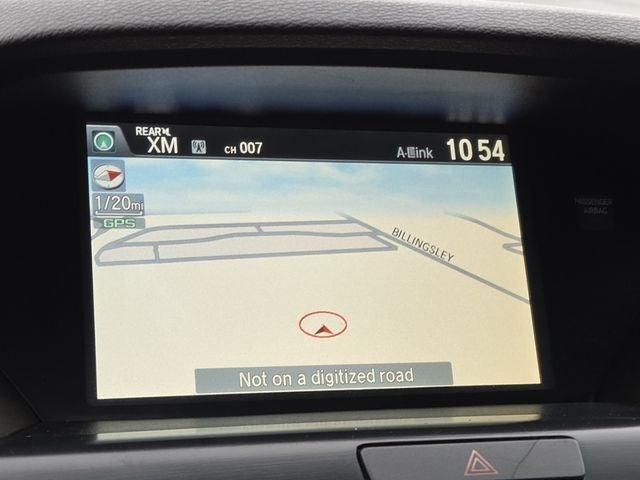 REAR
XM
CH 007
A-Link
10 54
1/20mi
GPS
BILLINGSLEY
Not on a digitized road
PASSENGER
AIRBAG